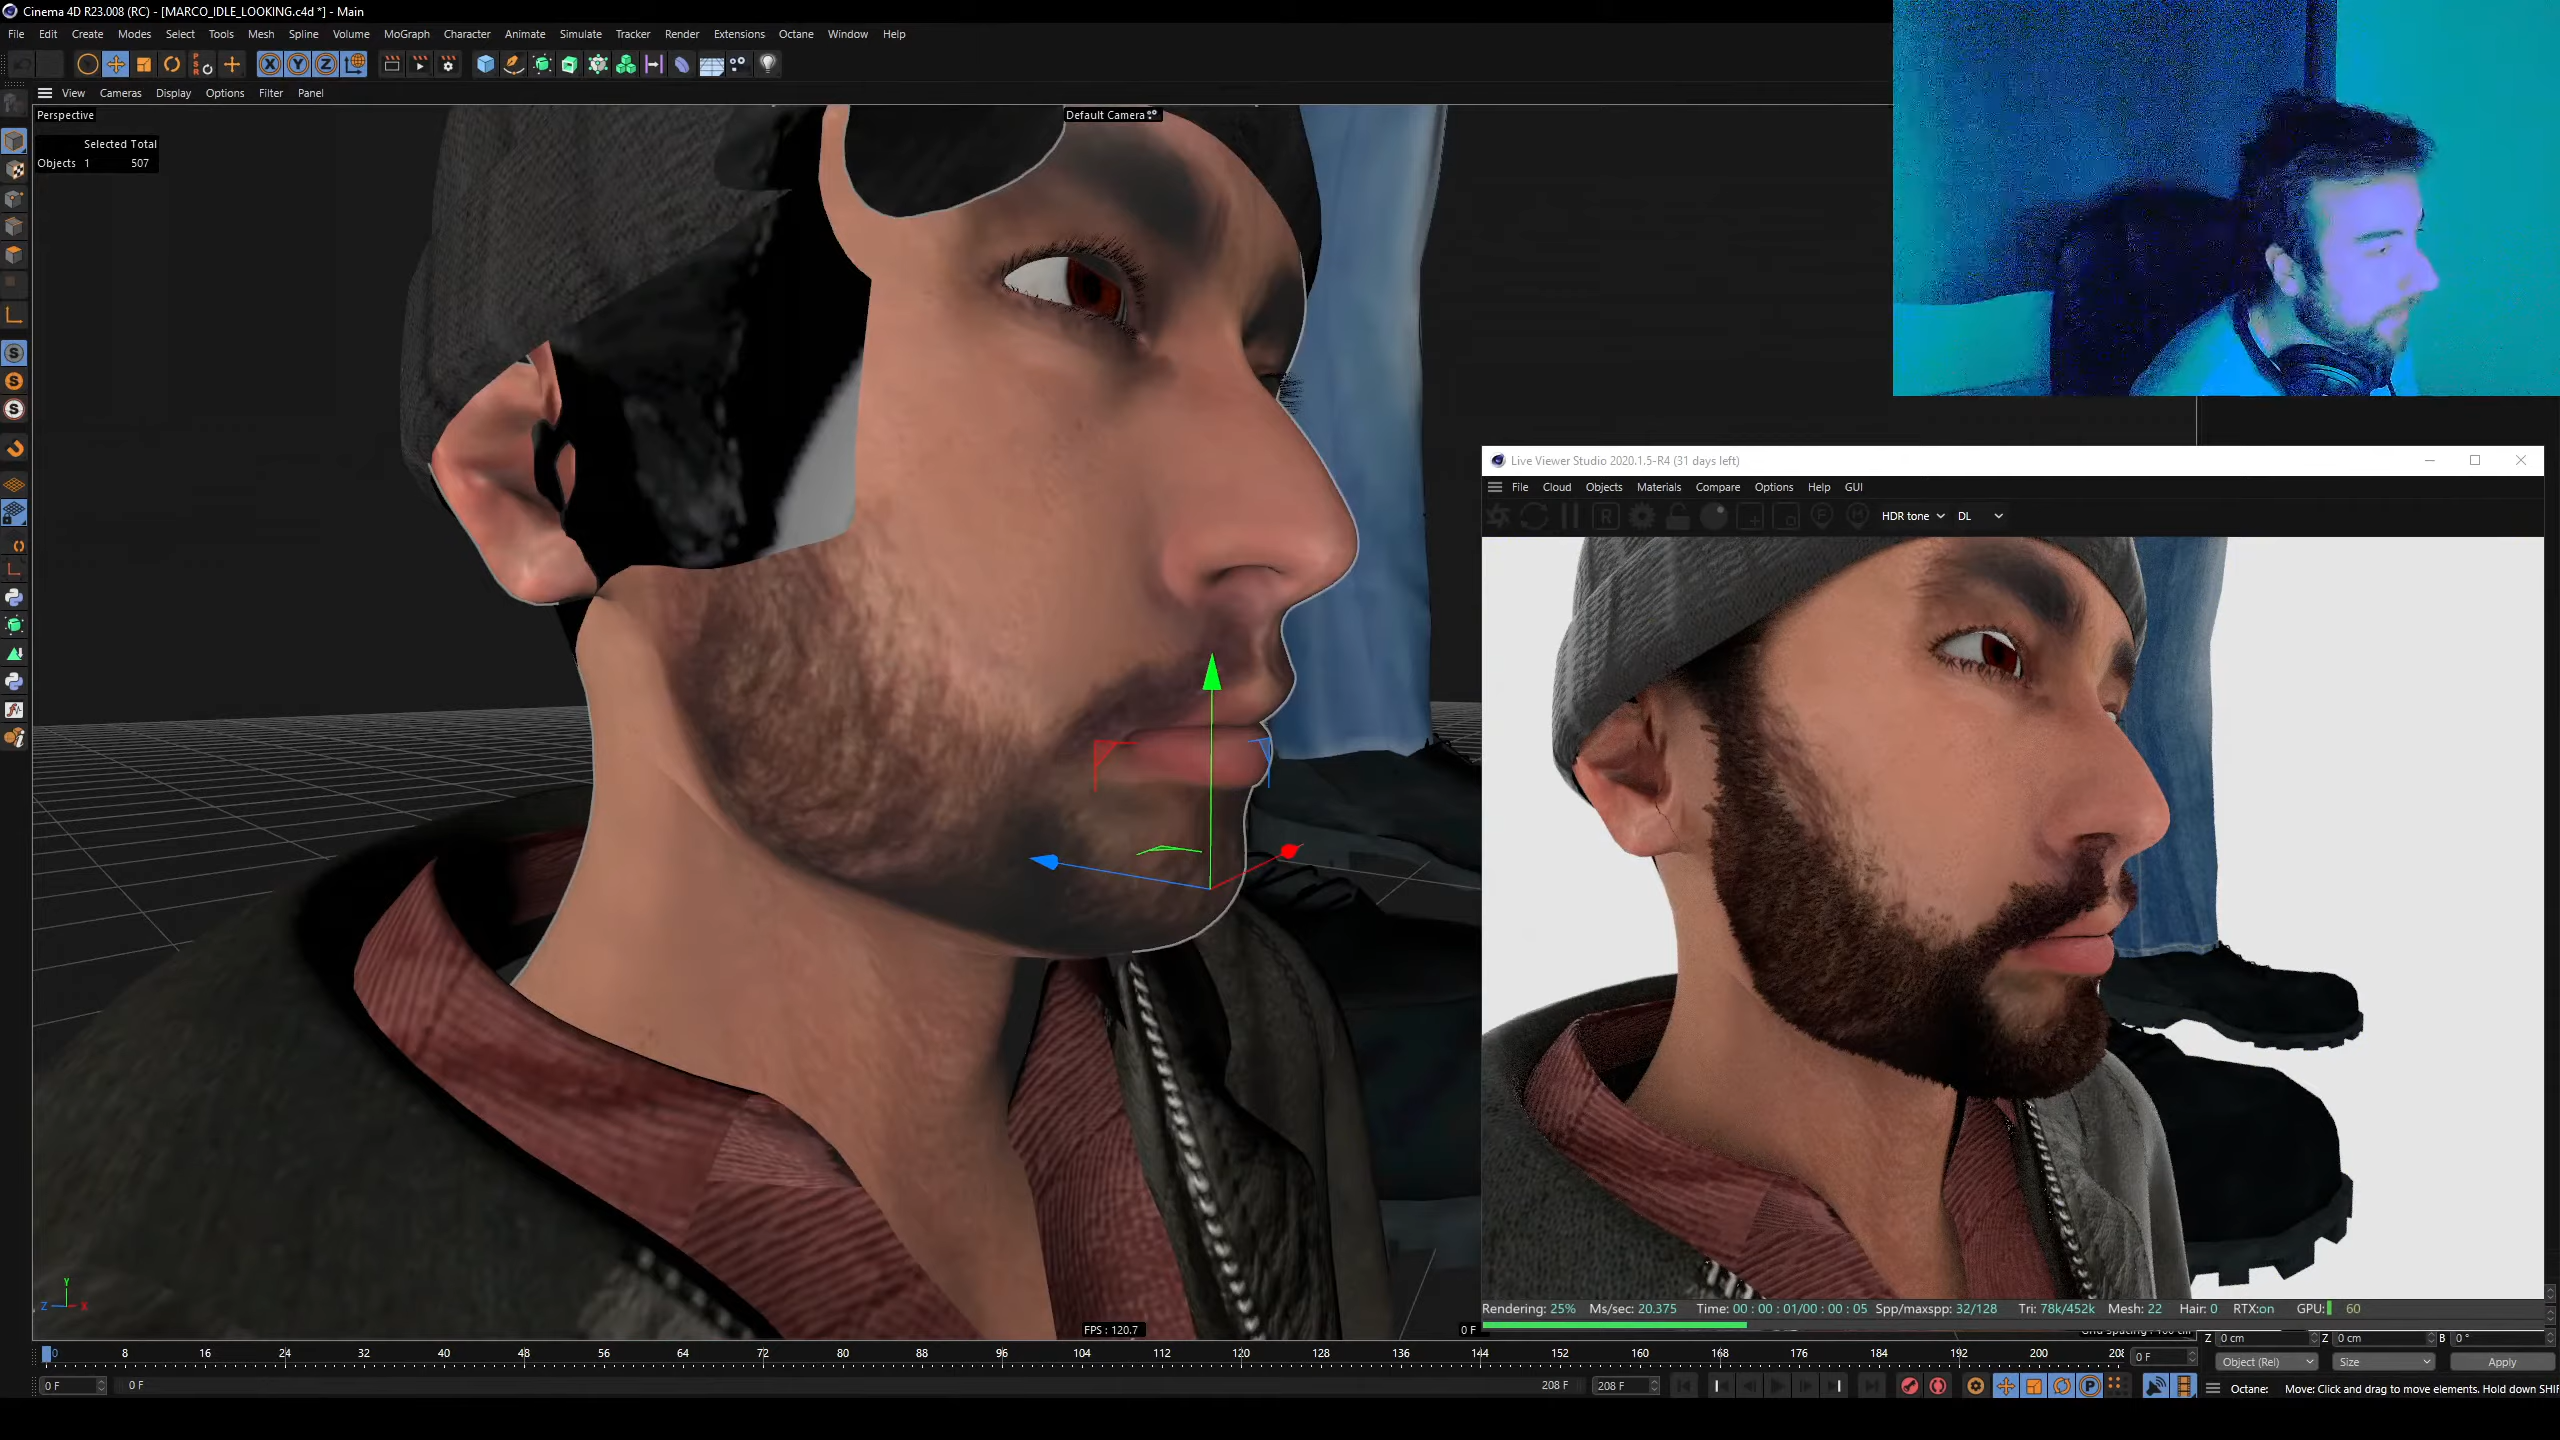 Cinema 4D R23.008 (RC) - [MARCO_IDLE_LOOKING.c4d *] - Main
File Edit Create Modes Select Tools Mesh Spline Volume MoGraph Character Animate Simulate Tracker Render Extensions Octane Window Help
View Cameras Display Options Filter Panel
Perspective
Default Camera
Selected Total
Objects 1 507
Live Viewer Studio 2020.1.5-R4 (31 days left)
File Cloud Objects Materials Compare Options Help GUI
HDR tone DL
Rendering: 25% Ms/sec: 20.375 Time: 00 : 00 : 01/00 : 00 : 05 Spp/maxspp: 32/128 Tri: 78k/452k Mesh: 22 Hair: 0 RTX:on GPU: 60
Y
Z X
FPS : 120.7
0 F
Z 0 cm Z 0 cm B 0 °
0 8 16 24 32 40 48 56 64 72 80 88 96 104 112 120 128 136 144 152 160 168 176 184 192 200 208
0 F
Object (Rel) Size Apply
0 F 0 F 208 F 208 F
Octane: Move: Click and drag to move elements. Hold down SHIF